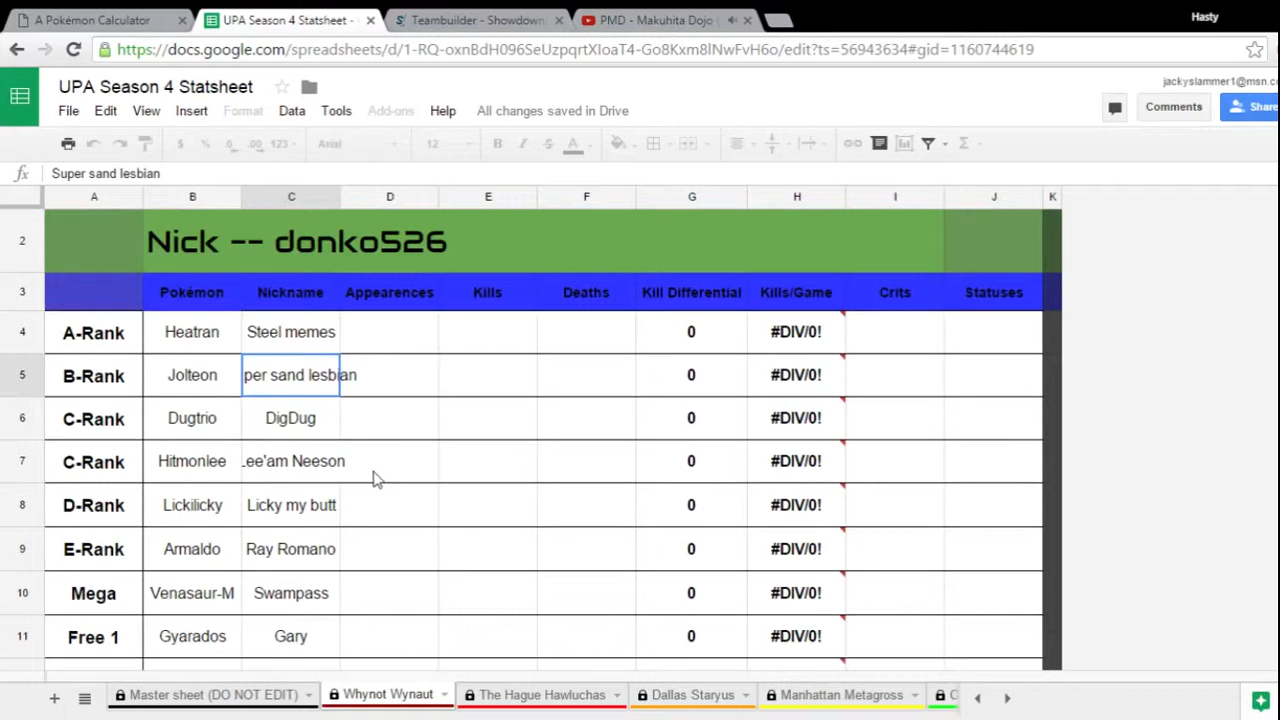 A Pokémon Calculator
UPA Season 4 Statsheet -
Teambuilder - Showdown!
PMD - Makuhita Dojo
Hasty
https://docs.google.com/spreadsheets/d/1-RQ-oxnBdH096SeUzpqrtXIoaT4-Go8Kxm8lNwFvH6o/edit?ts=56943634#gid=1160744619
UPA Season 4 Statsheet
jackyslammer1@msn.c
File Edit View Insert Format Data Tools Add-ons Help All changes saved in Drive
Comments
Share
$ % .0 .00 123 Arial 12 B I S A Σ
fx Super sand lesbian
A B C D E F G H I J K
2 Nick -- donko526
3 Pokémon Nickname Appearences Kills Deaths Kill Differential Kills/Game Crits Statuses
4 A-Rank Heatran Steel memes 0 #DIV/0!
5 B-Rank Jolteon per sand lesbian 0 #DIV/0!
6 C-Rank Dugtrio DigDug 0 #DIV/0!
7 C-Rank Hitmonlee Lee'am Neeson 0 #DIV/0!
8 D-Rank Lickilicky Licky my butt 0 #DIV/0!
9 E-Rank Armaldo Ray Romano 0 #DIV/0!
10 Mega Venasaur-M Swampass 0 #DIV/0!
11 Free 1 Gyarados Gary 0 #DIV/0!
Master sheet (DO NOT EDIT) Whynot Wynaut The Hague Hawluchas Dallas Staryus Manhattan Metagross